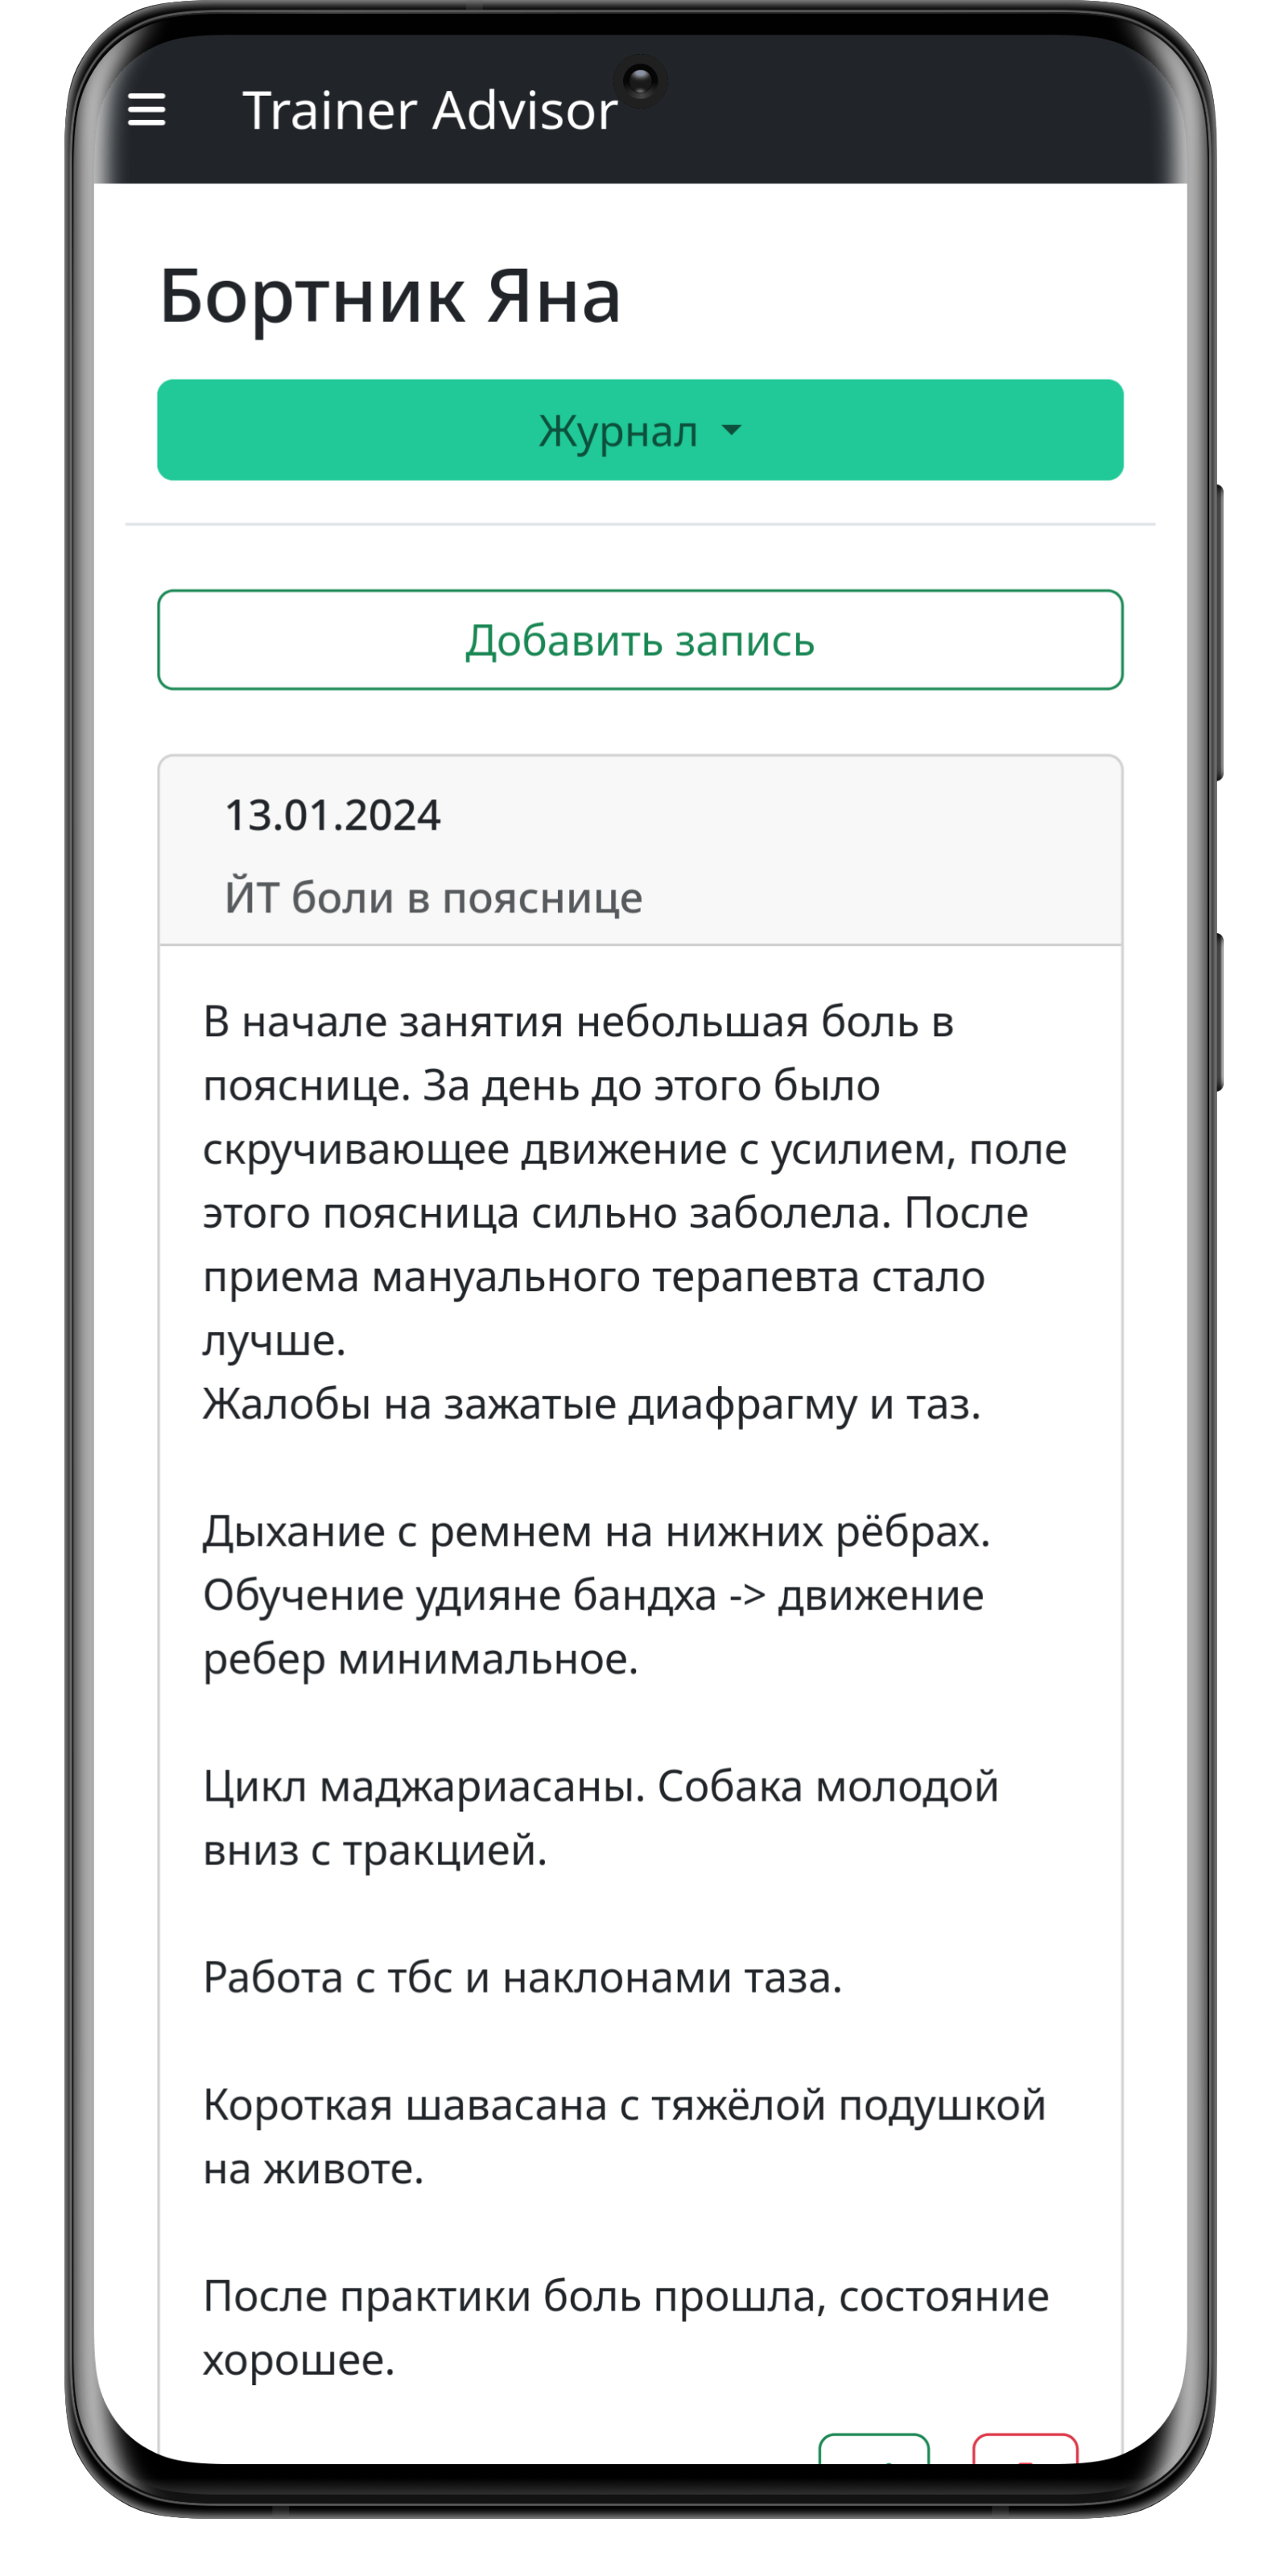 Trainer Advisor
Бортник Яна
Журнал
Добавить запись
13.01.2024
ЙТ боли в пояснице
В начале занятия небольшая боль в
пояснице. За день до этого было
скручивающее движение с усилием, поле
этого поясница сильно заболела. После
приема мануального терапевта стало
лучше.
Жалобы на зажатые диафрагму и таз.
Дыхание с ремнем на нижних рёбрах.
Обучение удияне бандха -> движение
ребер минимальное.
Цикл маджариасаны. Собака молодой
вниз с тракцией.
Работа с тбс и наклонами таза.
Короткая шавасана с тяжёлой подушкой
на животе.
После практики боль прошла, состояние
хорошее.